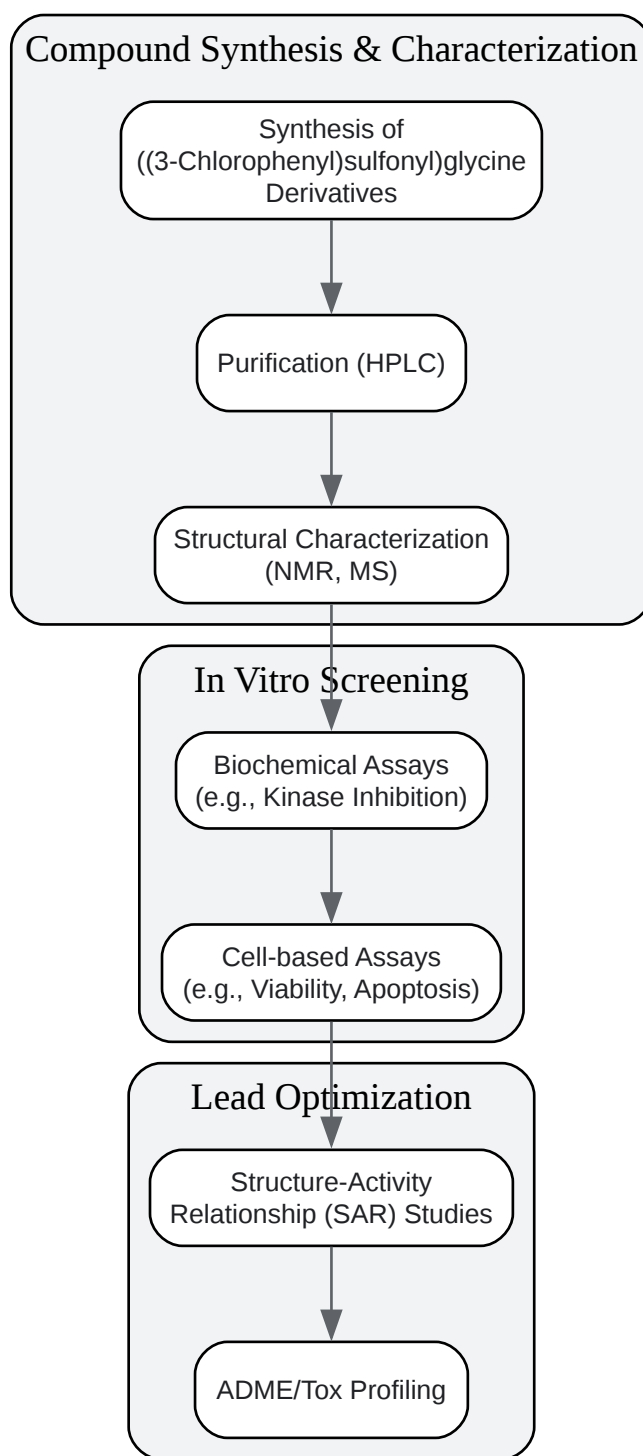 Compound Synthesis & Characterization
Synthesis of
((3-Chlorophenyl)sulfonyl)glycine
Derivatives
Purification (HPLC)
Structural Characterization
(NMR, MS)
In Vitro Screening
Biochemical Assays
(e.g., Kinase Inhibition)
Cell-based Assays
(e.g., Viability, Apoptosis)
Lead Optimization
Structure-Activity
Relationship (SAR) Studies
ADME/Tox Profiling